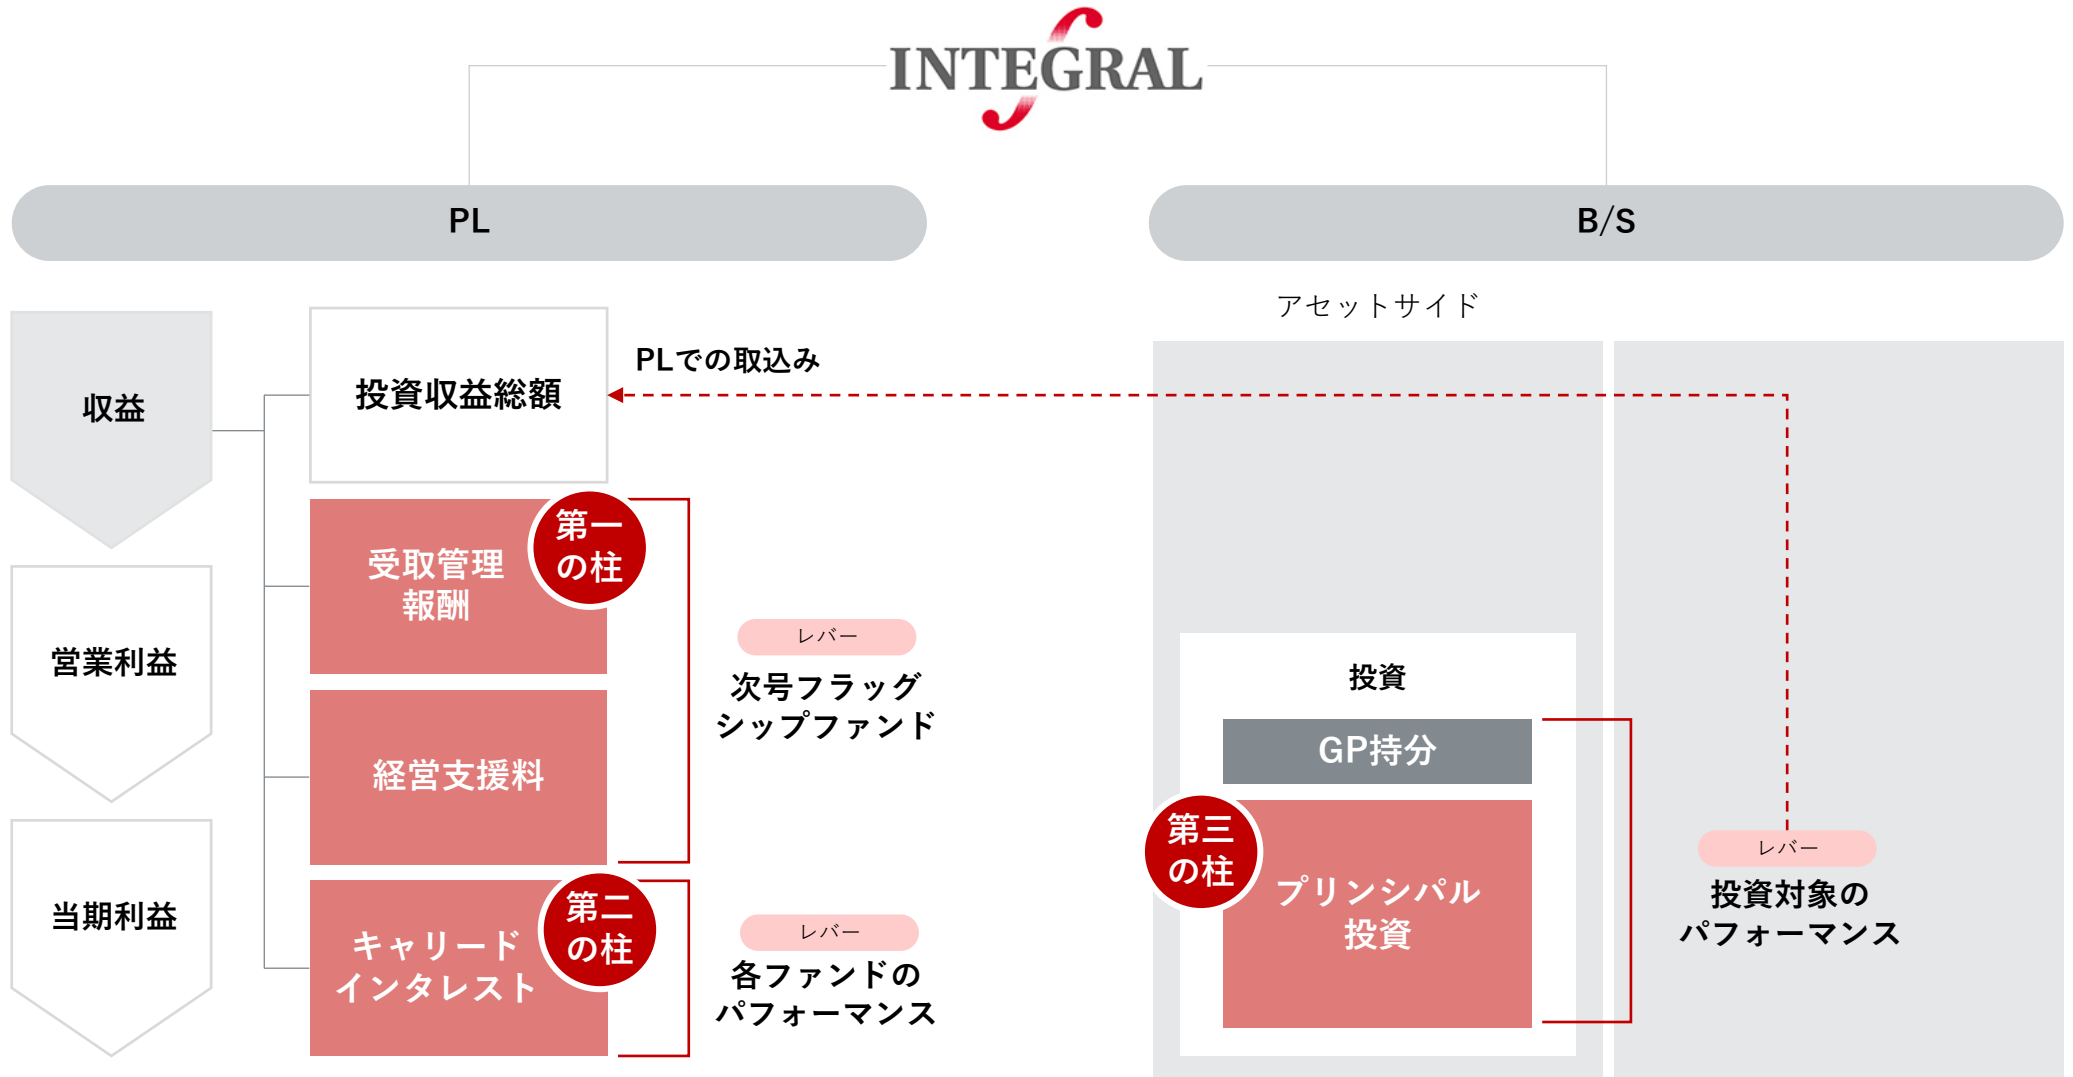 INTEGRAL
PL
収益
営業利益
当期利益
投資収益総額
PLでの取込み
受取管理
報酬
第一
の柱
経営支援料
レバー
次号フラッグ
シップファンド
キャリード
インタレスト
第二
の柱
レバー
各ファンドの
パフォーマンス
B/S
アセットサイド
投資
GP持分
第三
の柱
プリンシパル
投資
レバー
投資対象の
パフォーマンス